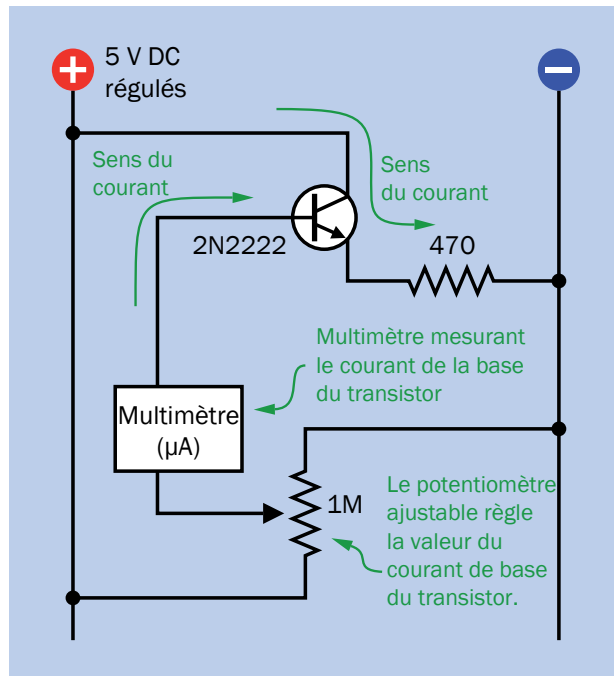 5 V DC
régulés
Sens du
courant
Sens
du courant
2N2222
470
Multimètre mesurant
le courant de la base
du transistor
Multimètre
(µA)
1M
Le potentiomètre
ajustable règle
la valeur du
courant de base
du transistor.